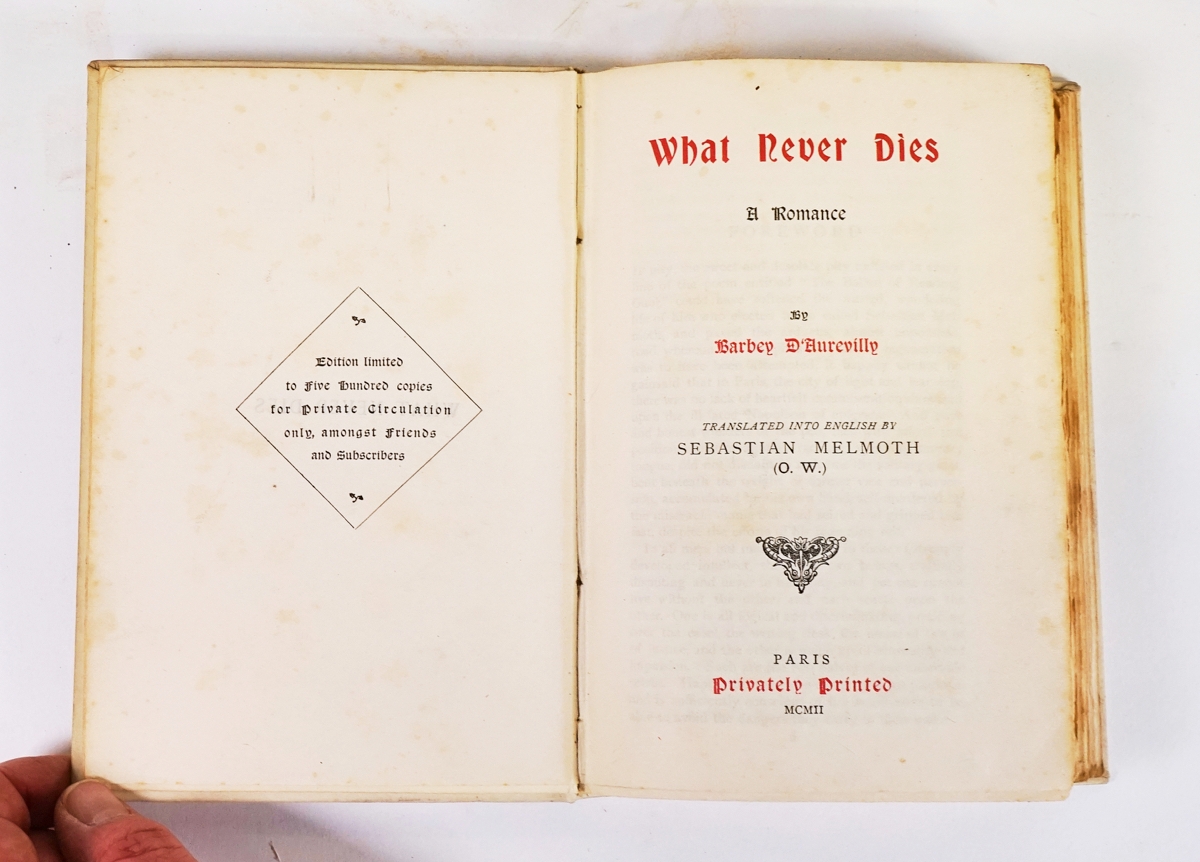 Edition limited
to Five Hundred copies
for Private Circulation
only, amongst Friends
and Subscribers
What Never Dies
A Romance
By
Barbey D'Aurevilly
TRANSLATED INTO ENGLISH BY
SEBASTIAN MELMOTH
(O. W.)
PARIS
Privately Printed
MCMII